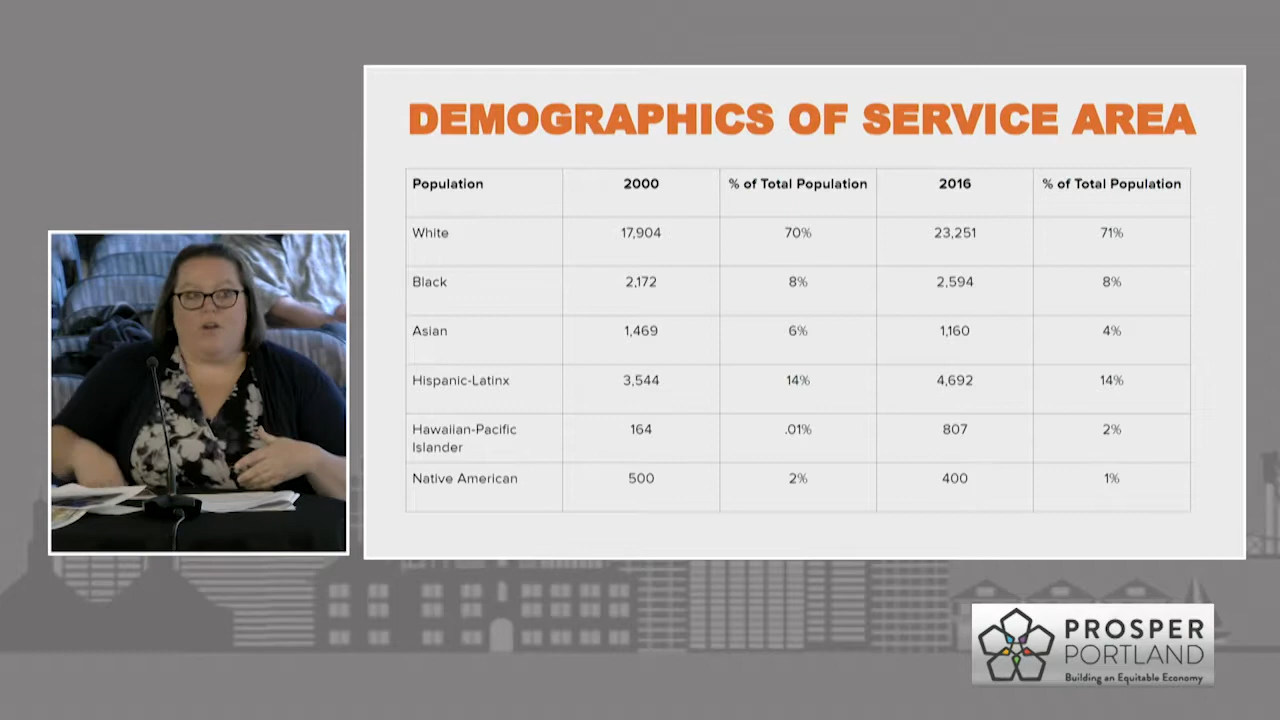 DEMOGRAPHICS OF SERVICE AREA
Population 2000 % of Total Population 2016 % of Total Population
White 17,904 70% 23,251 71%
Black 2,172 8% 2,594 8%
Asian 1,469 6% 1,160 4%
Hispanic-Latinx 3,544 14% 4,692 14%
Hawaiian-Pacific
Islander 164 .01% 807 2%
Native American 500 2% 400 1%
PROSPER
PORTLAND
Building an Equitable Economy